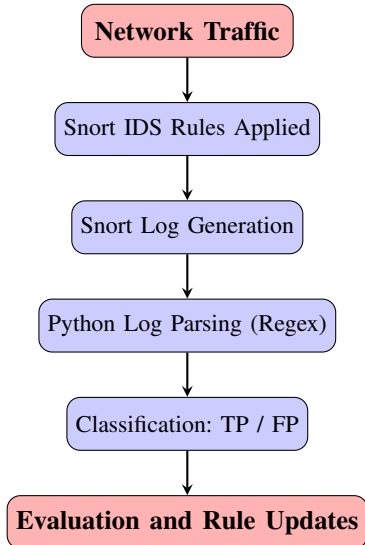 Network Traffic
Snort IDS Rules Applied
Snort Log Generation
Python Log Parsing (Regex)
Classification: TP / FP
Evaluation and Rule Updates